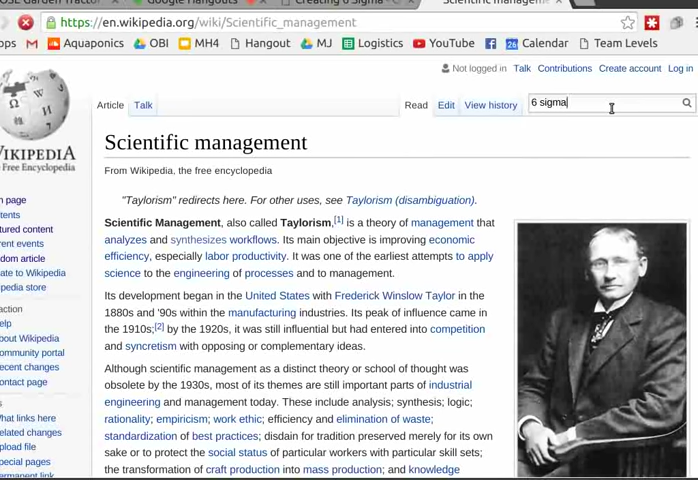 Google Hangouts
Creating 6 Sigma - G
Scientific manageme
https://en.wikipedia.org/wiki/Scientific_management
Aquaponics OBI MH4 Hangout MJ Logistics YouTube 26 Calendar Team Levels
Not logged in Talk Contributions Create account Log in
Article Talk Read Edit View history 6 sigma
WIKIPEDIA
Free Encyclopedia
Scientific management
From Wikipedia, the free encyclopedia
"Taylorism" redirects here. For other uses, see Taylorism (disambiguation).
Scientific Management, also called Taylorism,[1] is a theory of management that
analyzes and synthesizes workflows. Its main objective is improving economic
efficiency, especially labor productivity. It was one of the earliest attempts to apply
science to the engineering of processes and to management.
Its development began in the United States with Frederick Winslow Taylor in the
1880s and '90s within the manufacturing industries. Its peak of influence came in
the 1910s;[2] by the 1920s, it was still influential but had entered into competition
and syncretism with opposing or complementary ideas.
Although scientific management as a distinct theory or school of thought was
obsolete by the 1930s, most of its themes are still important parts of industrial
engineering and management today. These include analysis; synthesis; logic;
rationality; empiricism; work ethic; efficiency and elimination of waste;
standardization of best practices; disdain for tradition preserved merely for its own
sake or to protect the social status of particular workers with particular skill sets;
the transformation of craft production into mass production; and knowledge
n page
tents
tured content
rent events
dom article
ate to Wikipedia
pedia store
action
elp
bout Wikipedia
ommunity portal
ecent changes
ontact page
s
hat links here
elated changes
pload file
pecial pages
ermanent link